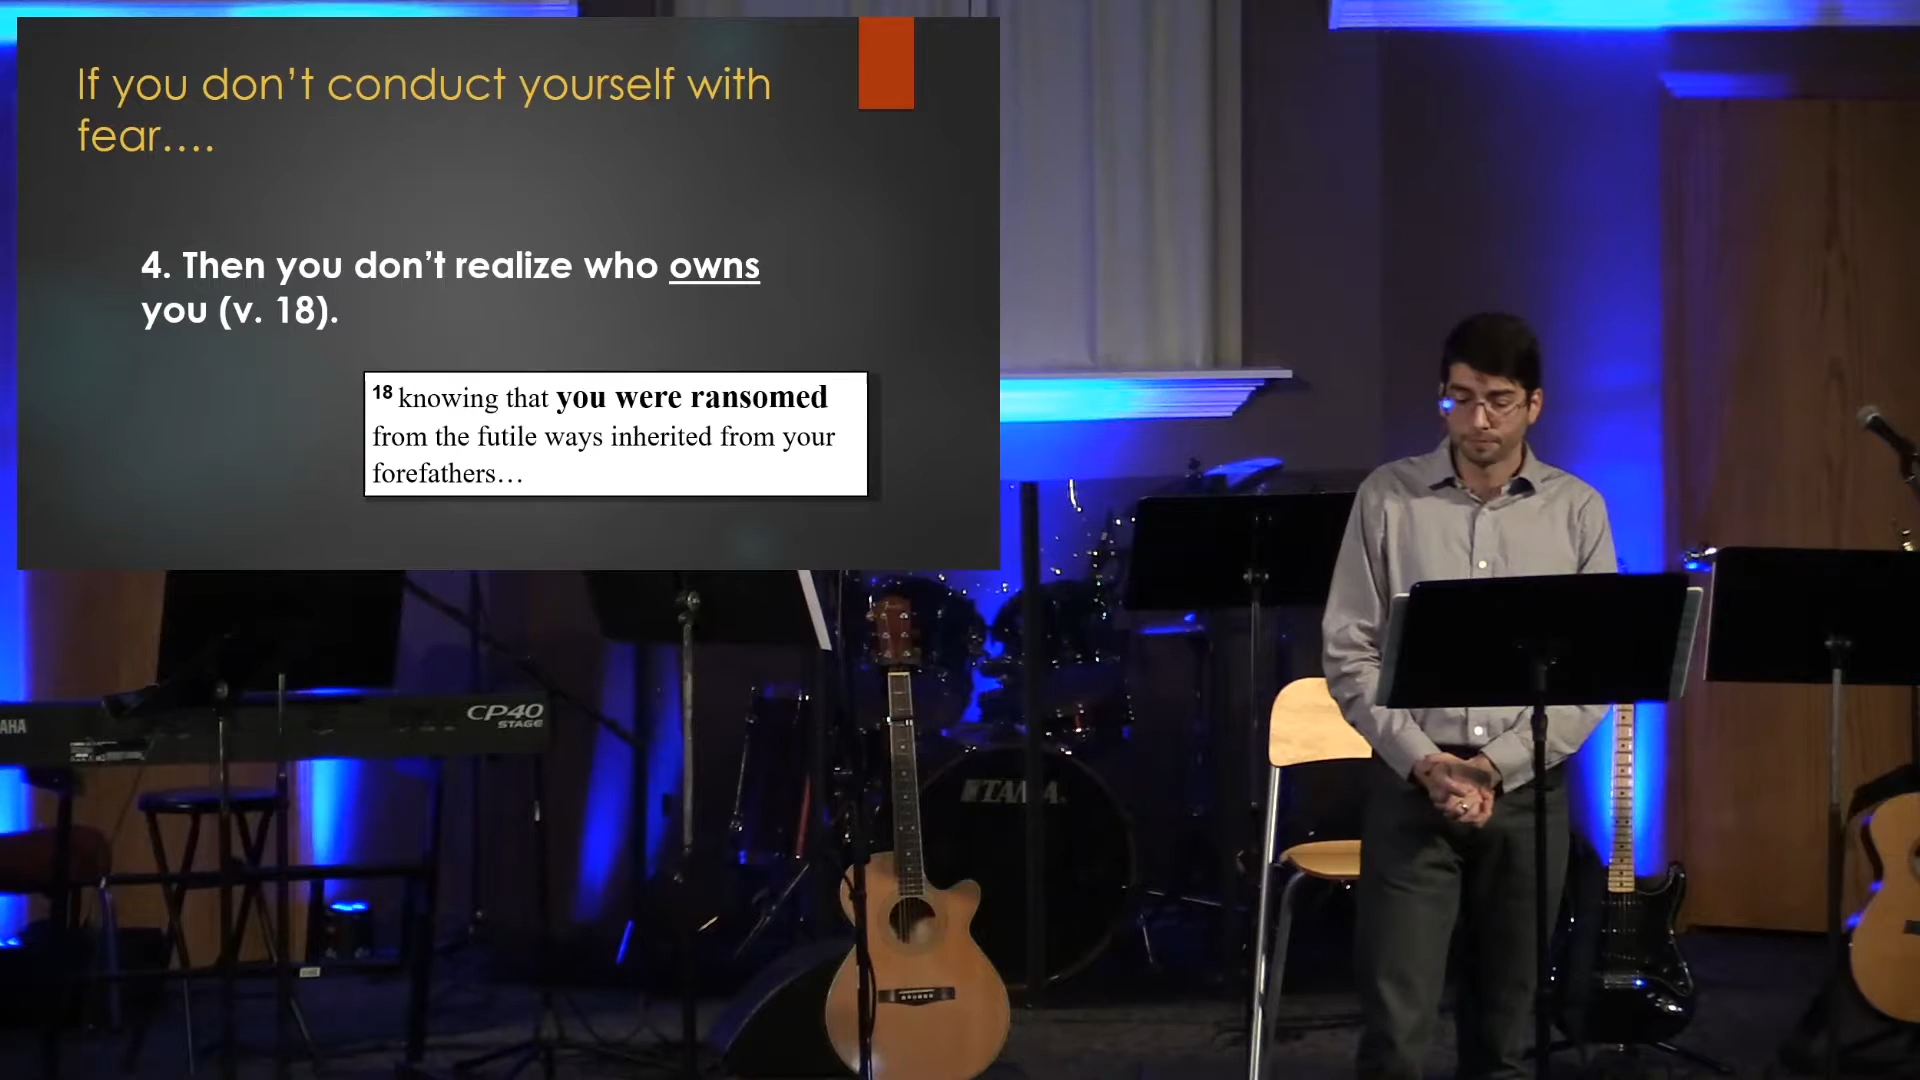 If you don’t conduct yourself with
fear….
4. Then you don’t realize who owns
you (v. 18).
18 knowing that you were ransomed
from the futile ways inherited from your
forefathers…
AHA
CP40
STAGE
TAMA
Fender